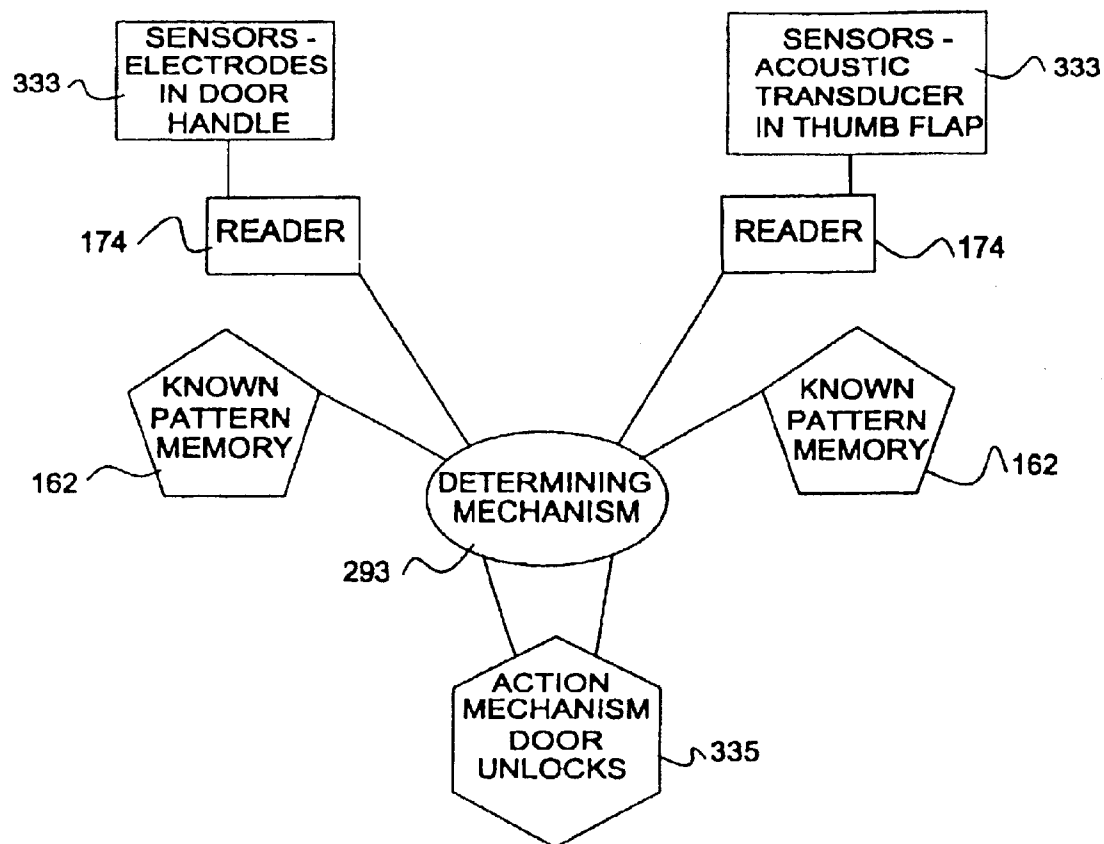 SENSORS -
ELECTRODES
IN DOOR
HANDLE
333
SENSORS -
ACOUSTIC
TRANSDUCER
IN THUMB FLAP
333
READER
174
READER
174
KNOWN
PATTERN
MEMORY
162
KNOWN
PATTERN
MEMORY
162
DETERMINING
MECHANISM
293
ACTION
MECHANISM
DOOR
UNLOCKS
335